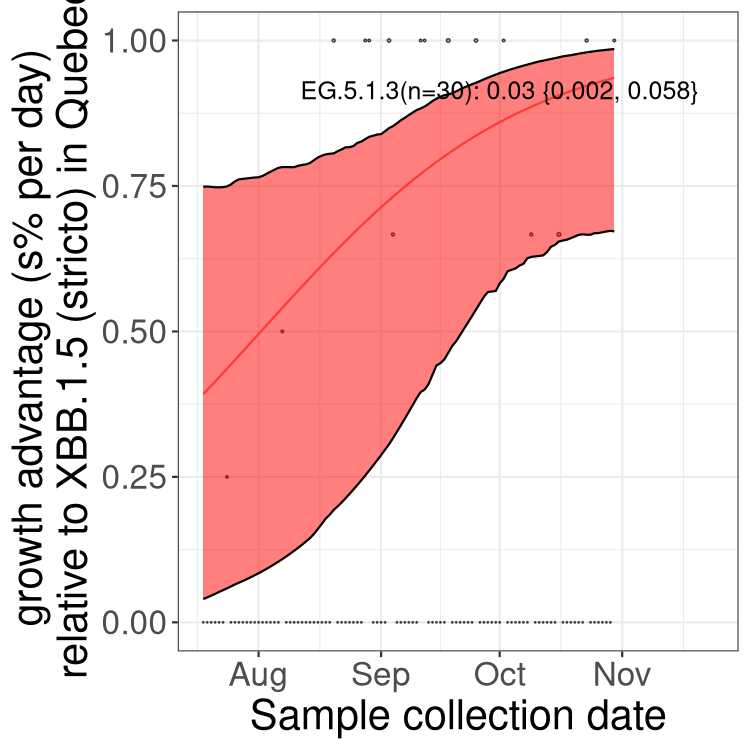 growth advantage (s% per day)
relative to XBB.1.5 (stricto) in Quebec
1.00
0.75
0.50
0.25
0.00
EG.5.1.3(n=30): 0.03 {0.002, 0.058}
Aug Sep Oct Nov
Sample collection date